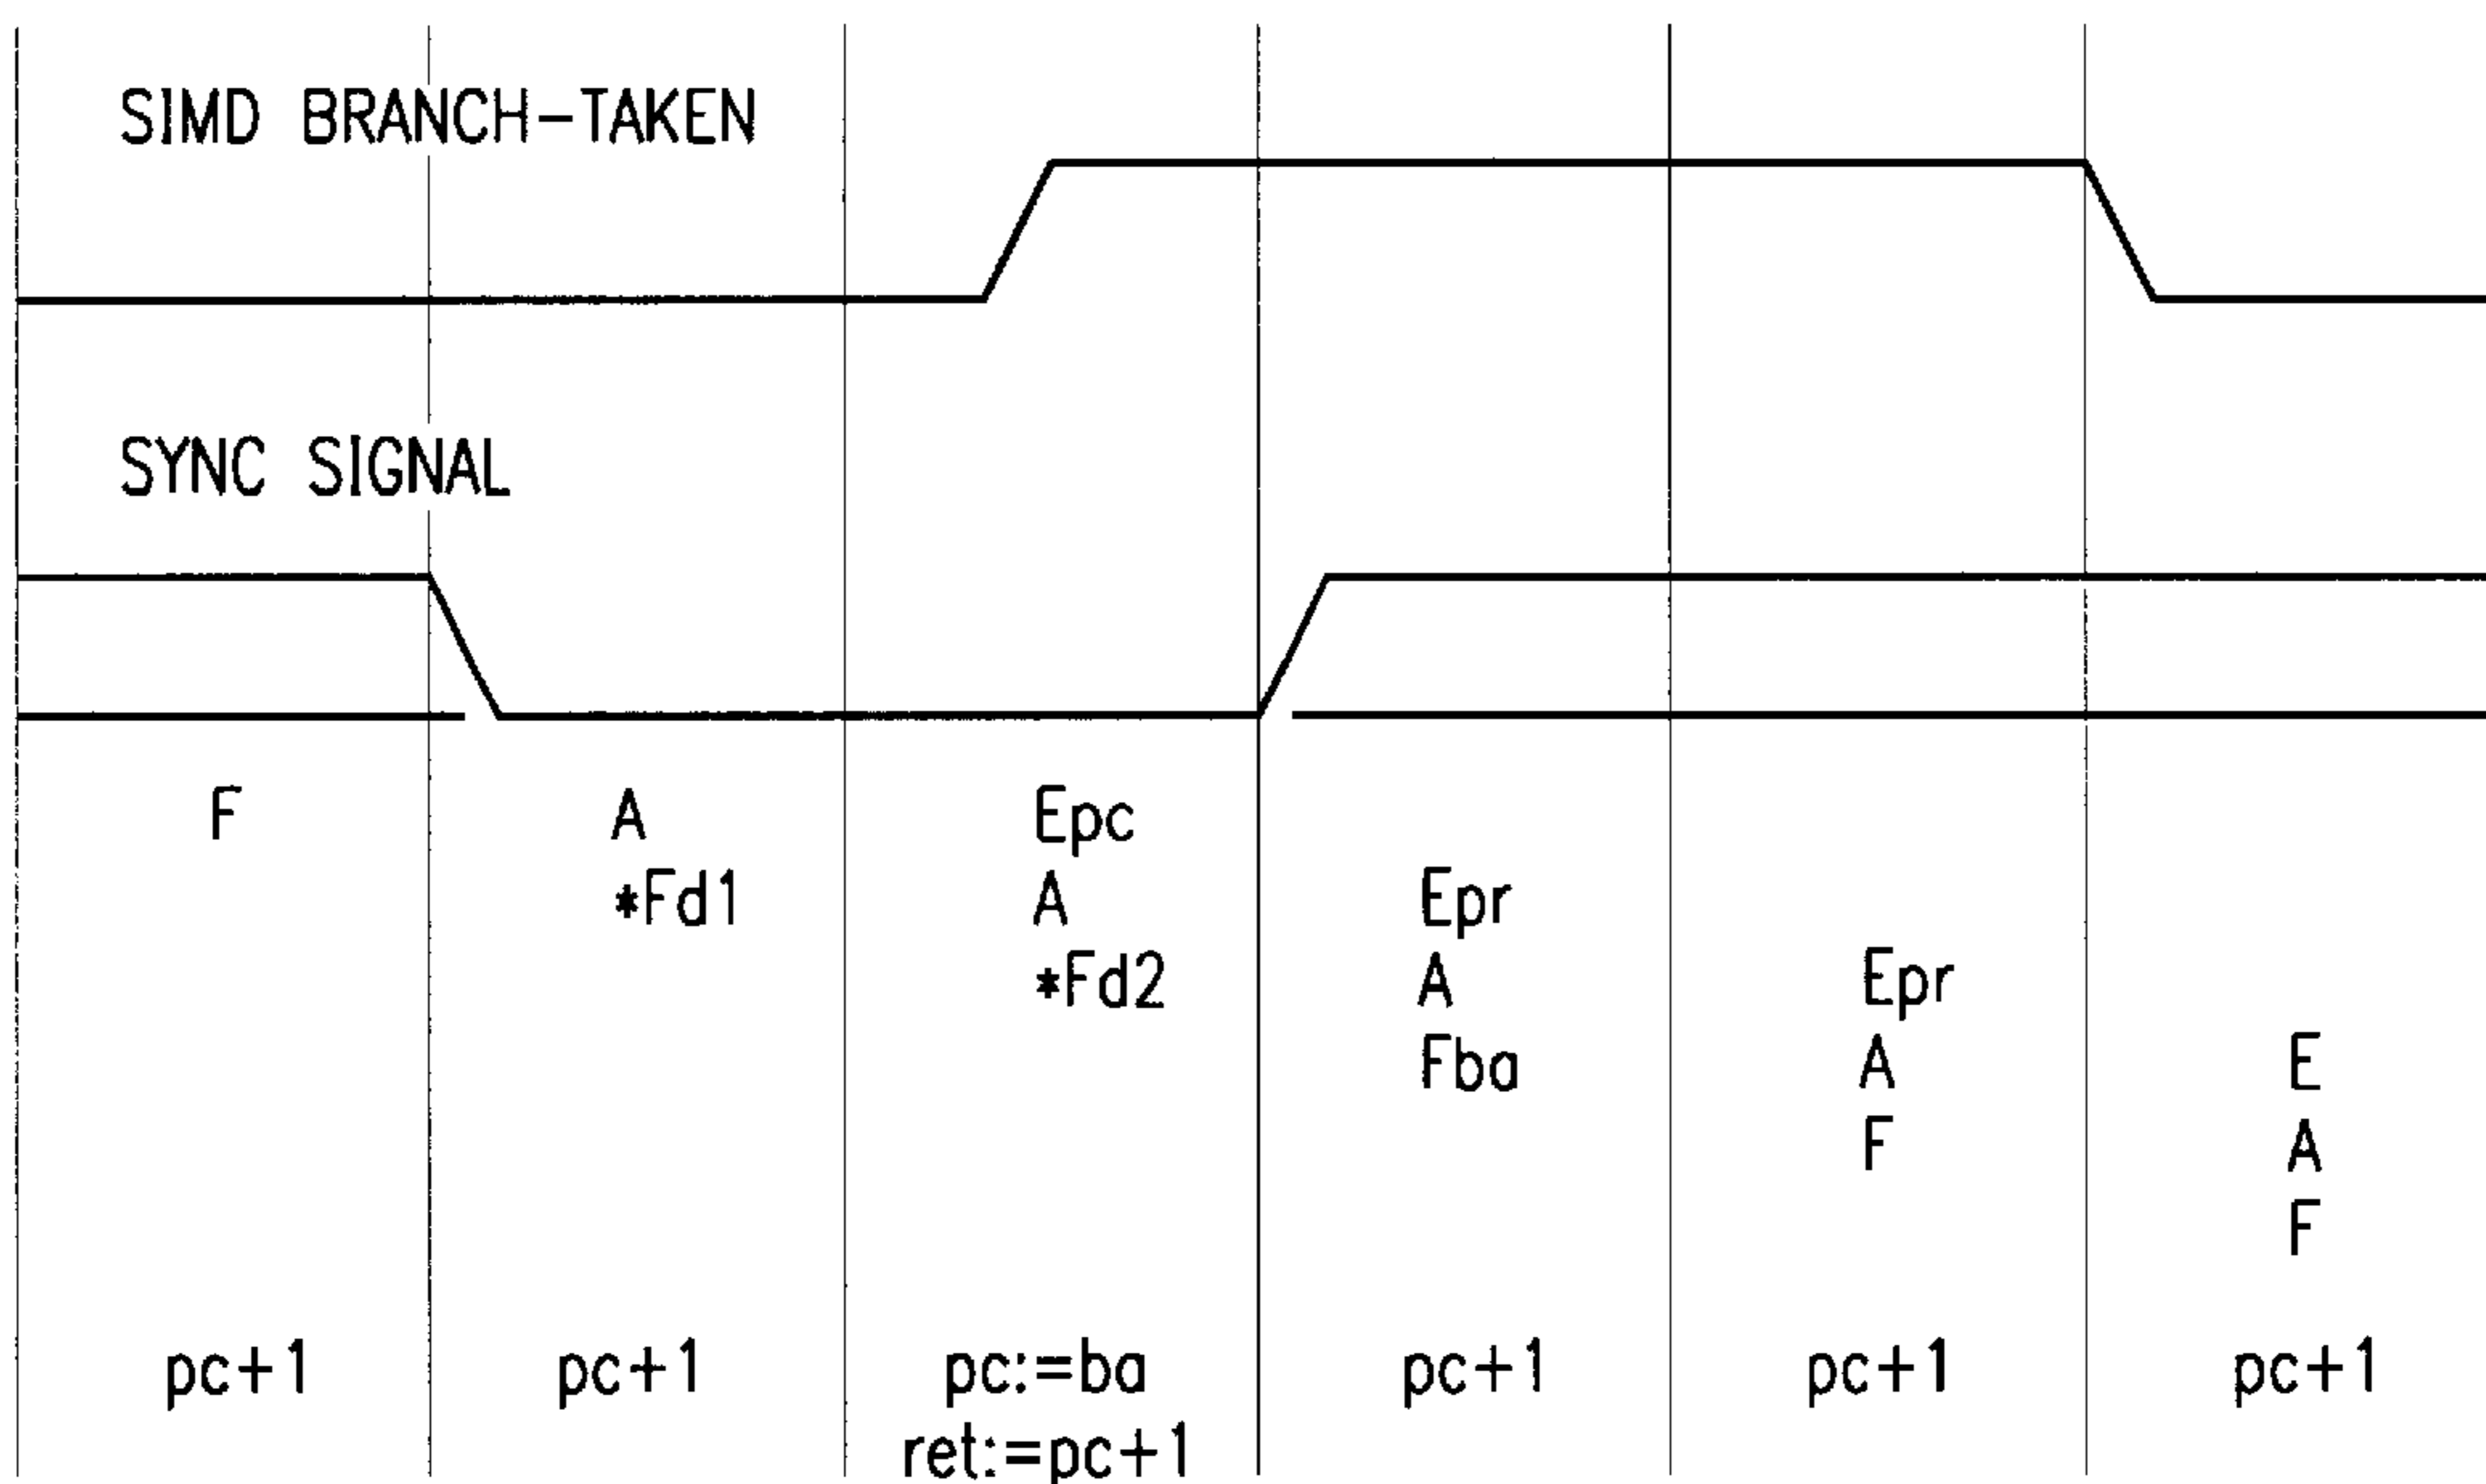 SIMD BRANCH-TAKEN
SYNC SIGNAL
F A Epc
*Fd1 A Epr
*Fd2 A Epr
Fba A E
F A
F
pc+1 pc+1 pc:=ba pc+1 pc+1 pc+1
ret:=pc+1